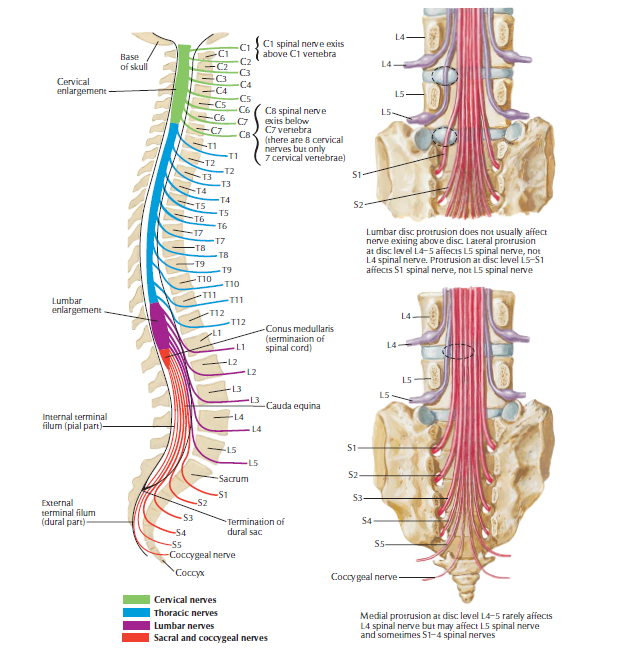 Base
of skull
Cervical
enlargement
C1
C1 spinal nerve exits
above C1 vertebra
C1
C2
C2
C3
C3
C4
C4
C5
C5
C6
C6
C7
C7
C8
C8 spinal nerve
exits below
C7 vertebra
(there are 8 cervical
nerves but only
7 cervical vertebrae)
T1
T1
T2
T2
T3
T3
T4
T4
T5
T5
T6
T6
T7
T7
T8
T8
T9
T9
T10
T10
T11
T11
T12
T12
Lumbar
enlargement
L1
L1
Conus medullaris
(termination of
spinal cord)
L2
L2
L3
L3
Cauda equina
L4
L4
Internal terminal
filum (pial part)
L5
L5
Sacrum
S1
S2
External
terminal filum
(dural part)
S3
Termination of
dural sac
S4
S5
Coccygeal nerve
Coccyx
Cervical nerves
Thoracic nerves
Lumbar nerves
Sacral and coccygeal nerves
L4
L4
L5
L5
S1
S2
Lumbar disc protrusion does not usually affect
nerve exiting above disc. Lateral protrusion
at disc level L4–5 affects L5 spinal nerve, not
L4 spinal nerve. Protrusion at disc level L5–S1
affects S1 spinal nerve, not L5 spinal nerve
L4
L4
L5
L5
S1
S2
S3
S4
S5
Coccygeal nerve
Medial protrusion at disc level L4–5 rarely affects
L4 spinal nerve but may affect L5 spinal nerve
and sometimes S1–4 spinal nerves